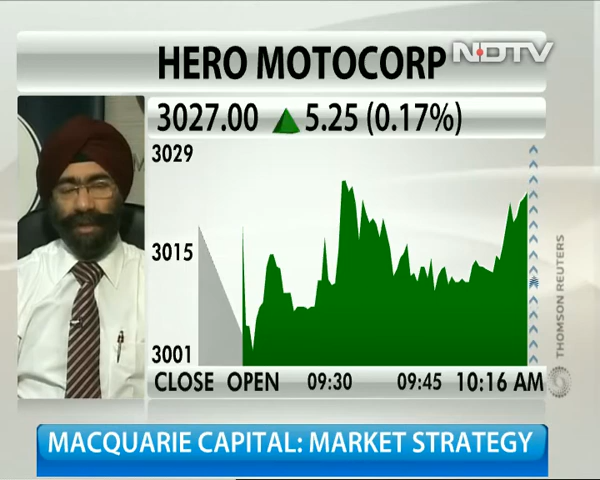 HERO MOTOCORP
NDTV
3027.00 5.25 (0.17%)
3029
3015
3001
CLOSE OPEN 09:30 09:45 10:16 AM
THOMSON REUTERS
MACQUARIE CAPITAL: MARKET STRATEGY